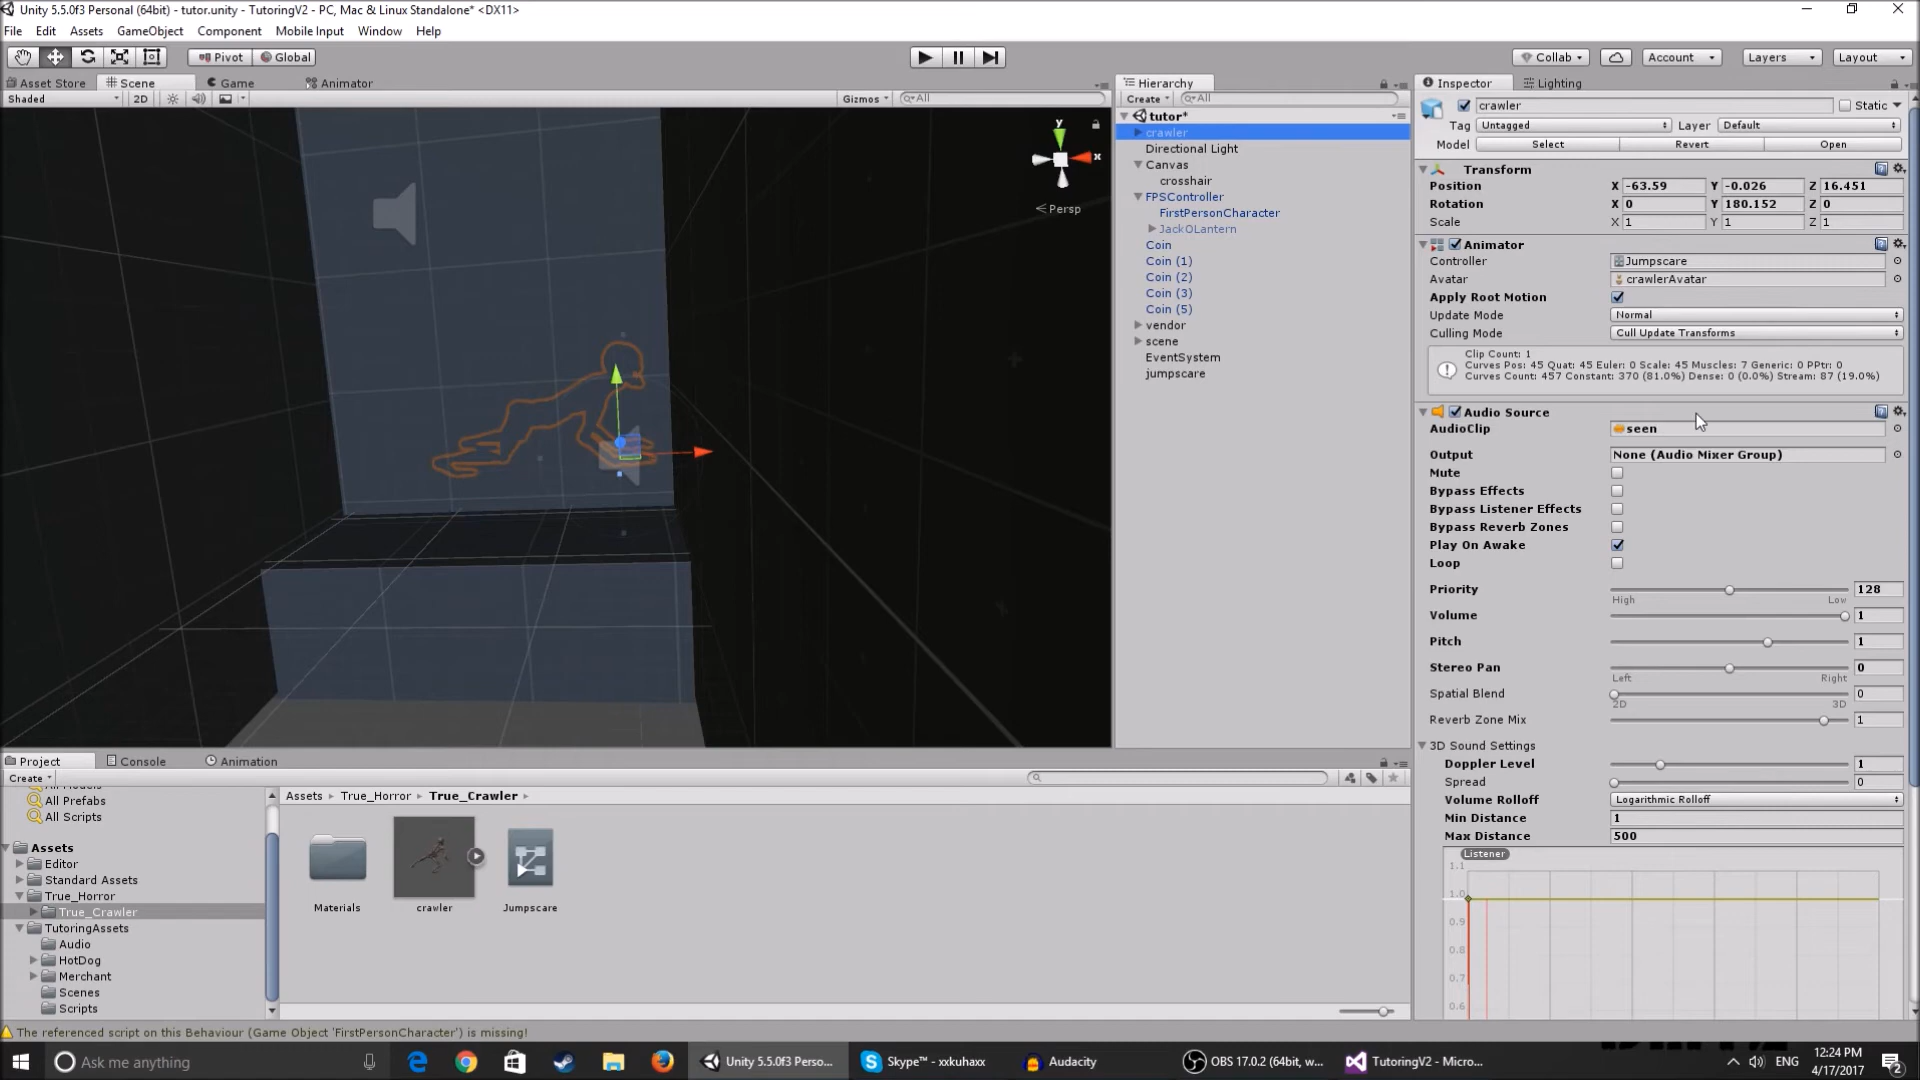 Unity 5.5.0f3 Personal (64bit) - tutor.unity - TutoringV2 - PC, Mac & Linux Standalone* <DX11>
File Edit Assets GameObject Component Mobile Input Window Help
Pivot Global Collab Account Layers Layout
Asset Store Scene Game Animator
Shaded 2D Gizmos All
y
x
Persp
Hierarchy
Create All
tutor*
crawler
Directional Light
Canvas
crosshair
FPSController
FirstPersonCharacter
JackOLantern
Coin
Coin (1)
Coin (2)
Coin (3)
Coin (5)
vendor
scene
EventSystem
jumpscare
Inspector Lighting
crawler Static
Tag Untagged Layer Default
Model Select Revert Open
Transform
Position X -63.59 Y -0.026 Z 16.451
Rotation X 0 Y 180.152 Z 0
Scale X 1 Y 1 Z 1
Animator
Controller Jumpscare
Avatar crawlerAvatar
Apply Root Motion
Update Mode Normal
Culling Mode Cull Update Transforms
Clip Count: 1
Curves Pos: 45 Quat: 45 Euler: 0 Scale: 45 Muscles: 7 Generic: 0 PPtr: 0
Curves Count: 457 Constant: 370 (81.0%) Dense: 0 (0.0%) Stream: 87 (19.0%)
Audio Source
AudioClip seen
Output None (Audio Mixer Group)
Mute
Bypass Effects
Bypass Listener Effects
Bypass Reverb Zones
Play On Awake
Loop
Priority 128
High Low
Volume 1
Pitch 1
Stereo Pan 0
Left Right
Spatial Blend 0
2D 3D
Reverb Zone Mix 1
3D Sound Settings
Doppler Level 1
Spread 0
Volume Rolloff Logarithmic Rolloff
Min Distance 1
Max Distance 500
Listener
1.1
1.0
0.9
0.8
0.7
0.6
Project Console Animation
Create
All Prefabs
All Scripts
Assets
Editor
Standard Assets
True_Horror
True_Crawler
TutoringAssets
Audio
HotDog
Merchant
Scenes
Scripts
Assets True_Horror True_Crawler
Materials crawler Jumpscare
The referenced script on this Behaviour (Game Object 'FirstPersonCharacter') is missing!
Ask me anything
Unity 5.5.0f3 Perso...
Skype™ - xxkuhaxx
Audacity
OBS 17.0.2 (64bit, w...
TutoringV2 - Micro...
ENG
12:24 PM
4/17/2017
2